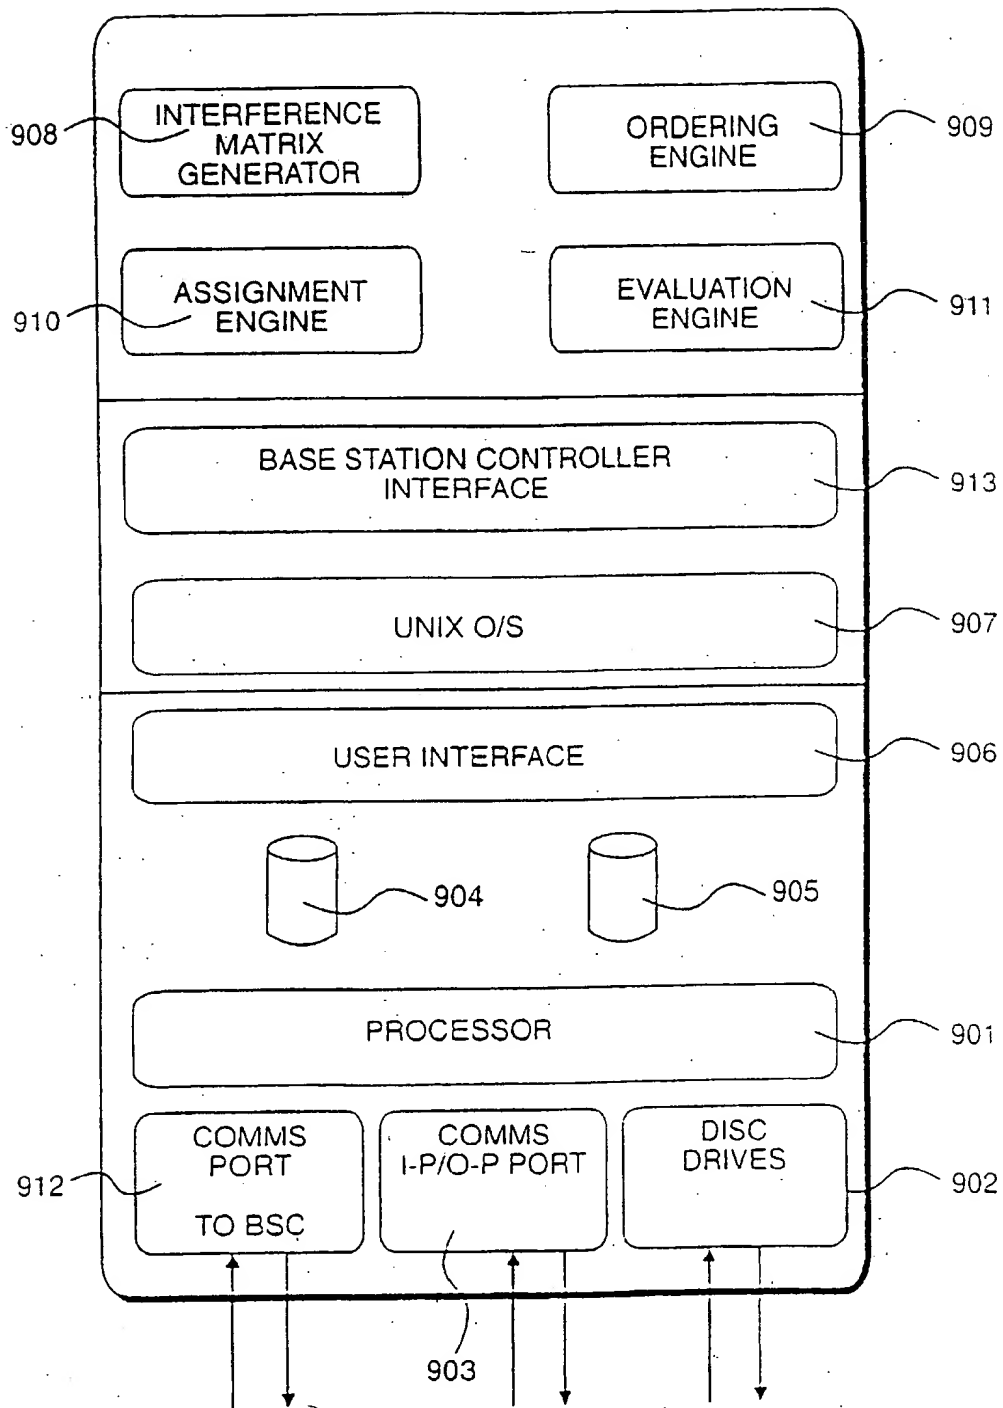 908
INTERFERENCE
MATRIX
GENERATOR
ORDERING
ENGINE
909
910
ASSIGNMENT
ENGINE
EVALUATION
ENGINE
911
BASE STATION CONTROLLER
INTERFACE
913
UNIX O/S
907
USER INTERFACE
906
904
905
PROCESSOR
901
912
COMMS
PORT
TO BSC
COMMS
I-P/O-P PORT
DISC
DRIVES
902
903